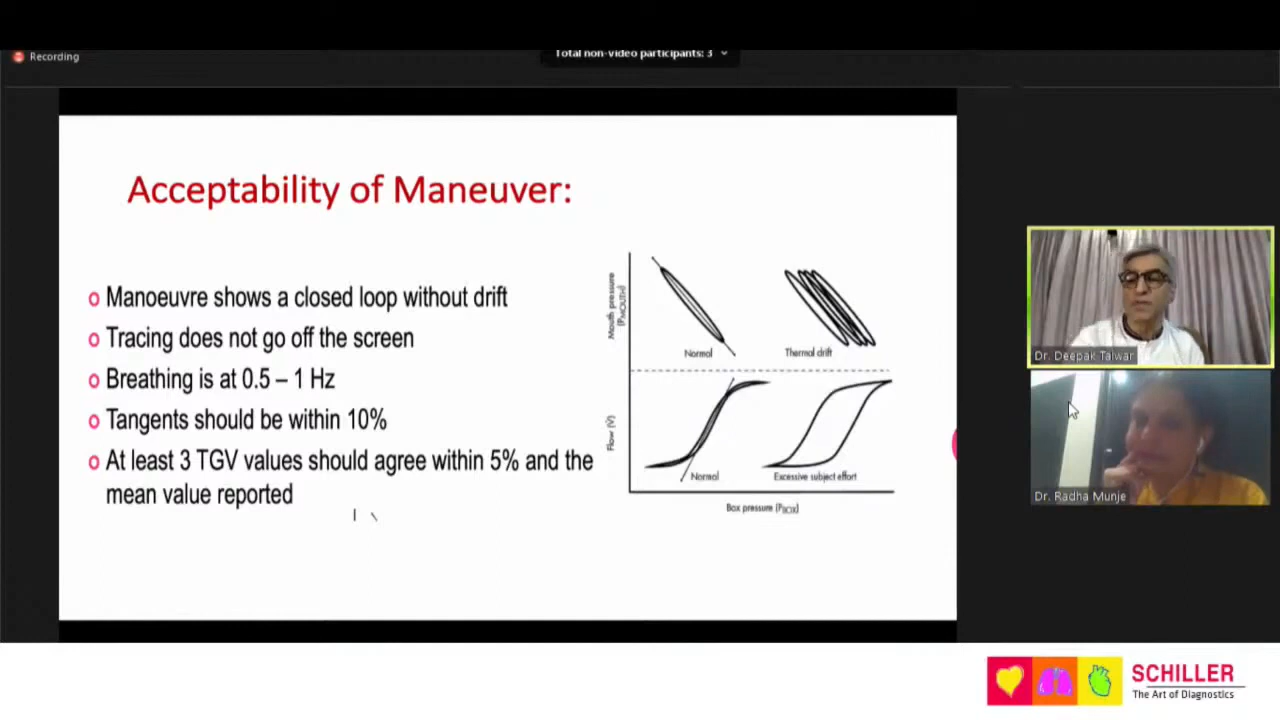 Recording
Total non-video participants: 3
Acceptability of Maneuver:
o Manoeuvre shows a closed loop without drift
o Tracing does not go off the screen
o Breathing is at 0.5 – 1 Hz
o Tangents should be within 10%
o At least 3 TGV values should agree within 5% and the
mean value reported
Mouth pressure
(PMOUTH)
Normal
Thermal drift
Flow (V̇)
Normal
Excessive subject effort
Box pressure (PBOX)
Dr. Deepak Talwar
Dr. Radha Munje
SCHILLER
The Art of Diagnostics